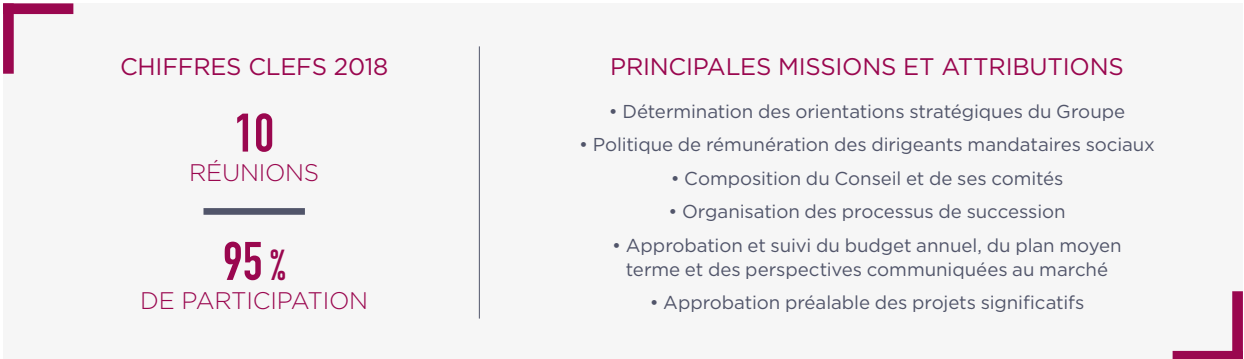 CHIFFRES CLEFS 2018
10
RÉUNIONS
95 %
DE PARTICIPATION
PRINCIPALES MISSIONS ET ATTRIBUTIONS
• Détermination des orientations stratégiques du Groupe
• Politique de rémunération des dirigeants mandataires sociaux
• Composition du Conseil et de ses comités
• Organisation des processus de succession
• Approbation et suivi du budget annuel, du plan moyen
terme et des perspectives communiquées au marché
• Approbation préalable des projets significatifs